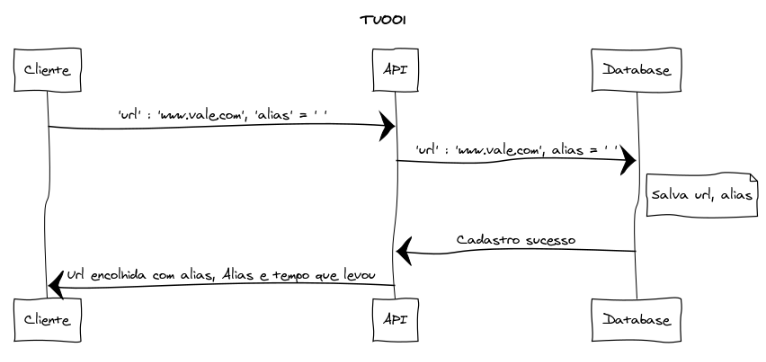 TU001
Cliente
API
Database
'url' : 'www.vale.com', 'alias' = ' '
'url' : 'www.vale.com', alias = ' '
Salva url, alias
Cadastro sucesso
Url encolhida com alias, Alias e tempo que levou
Cliente
API
Database